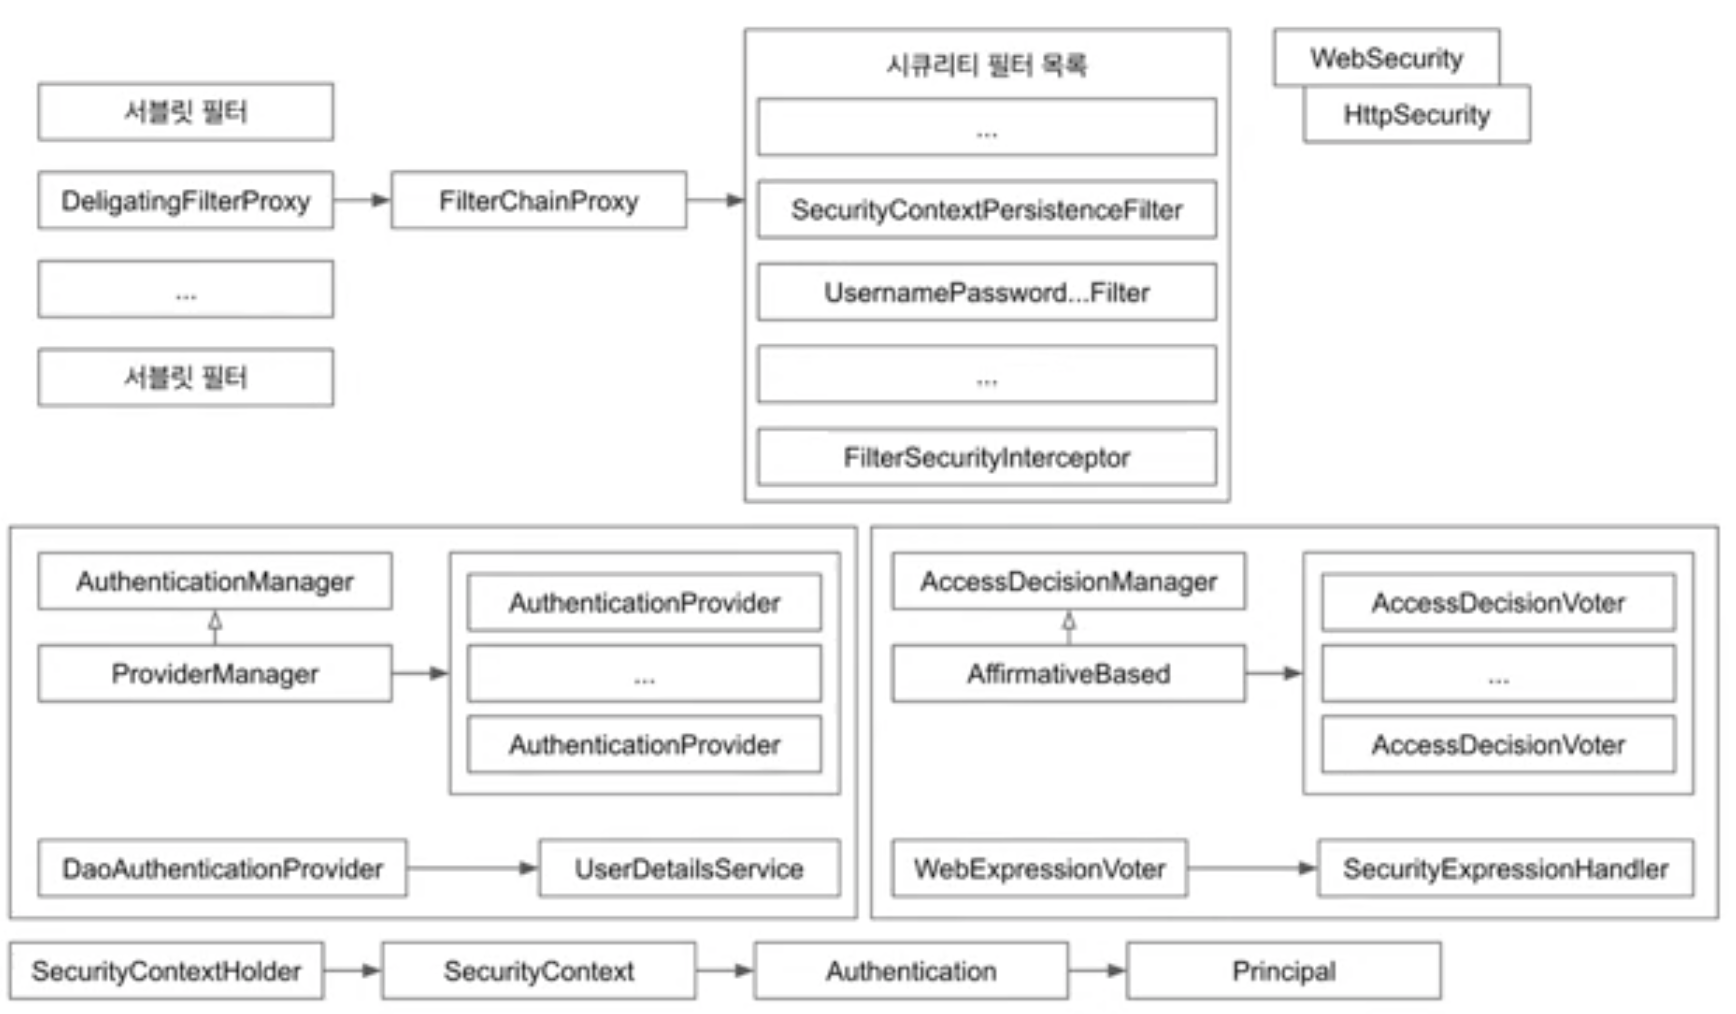 서블릿 필터
DeligatingFilterProxy
...
서블릿 필터
FilterChainProxy
시큐리티 필터 목록
...
SecurityContextPersistenceFilter
UsernamePassword...Filter
...
FilterSecurityInterceptor
WebSecurity
HttpSecurity
AuthenticationManager
ProviderManager
AuthenticationProvider
...
AuthenticationProvider
DaoAuthenticationProvider
UserDetailsService
AccessDecisionManager
AffirmativeBased
AccessDecisionVoter
...
AccessDecisionVoter
WebExpressionVoter
SecurityExpressionHandler
SecurityContextHolder
SecurityContext
Authentication
Principal